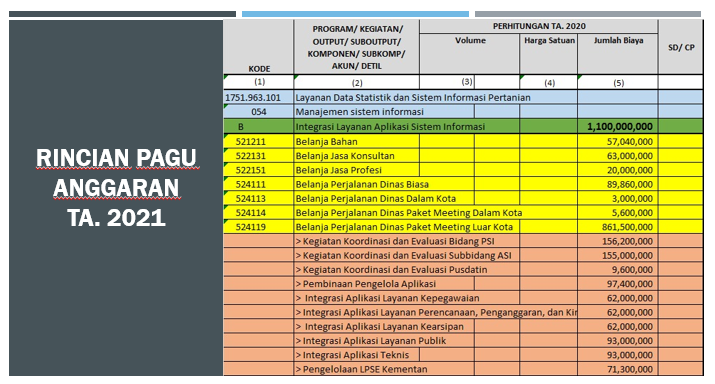 RINCIAN PAGU
ANGGARAN
TA. 2021
KODE
PROGRAM/ KEGIATAN/
OUTPUT/ SUBOUTPUT/
KOMPONEN/ SUBKOMP/
AKUN/ DETIL
PERHITUNGAN TA. 2020
Volume Harga Satuan Jumlah Biaya
SD/ CP
(1) (2) (3) (4) (5)
1751.963.101 Layanan Data Statistik dan Sistem Informasi Pertanian
054 Manajemen sistem informasi
B Integrasi Layanan Aplikasi Sistem Informasi 1,100,000,000
521211 Belanja Bahan 57,040,000
522131 Belanja Jasa Konsultan 63,000,000
522151 Belanja Jasa Profesi 20,000,000
524111 Belanja Perjalanan Dinas Biasa 89,860,000
524113 Belanja Perjalanan Dinas Dalam Kota 3,000,000
524114 Belanja Perjalanan Dinas Paket Meeting Dalam Kota 5,600,000
524119 Belanja Perjalanan Dinas Paket Meeting Luar Kota 861,500,000
> Kegiatan Koordinasi dan Evaluasi Bidang PSI 156,200,000
> Kegiatan Koordinasi dan Evaluasi Subbidang ASI 155,000,000
> Kegiatan Koordinasi dan Evaluasi Pusdatin 9,600,000
> Pembinaan Pengelola Aplikasi 97,400,000
> Integrasi Aplikasi Layanan Kepegawaian 62,000,000
> Integrasi Aplikasi Layanan Perencanaan, Penganggaran, dan Kin 62,000,000
> Integrasi Aplikasi Layanan Kearsipan 62,000,000
> Integrasi Aplikasi Layanan Publik 93,000,000
> Integrasi Aplikasi Teknis 93,000,000
> Pengelolaan LPSE Kementan 71,300,000